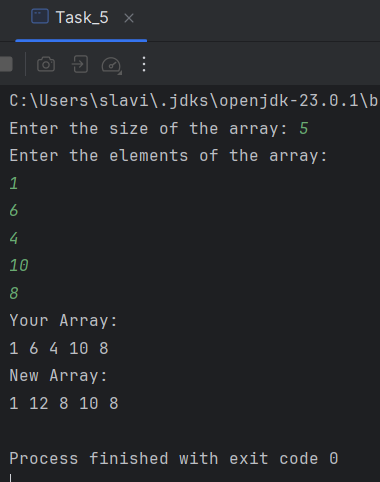 Task_5
C:\Users\slavi\.jdks\openjdk-23.0.1\b
Enter the size of the array: 5
Enter the elements of the array:
1
6
4
10
8
Your Array:
1 6 4 10 8
New Array:
1 12 8 10 8
Process finished with exit code 0